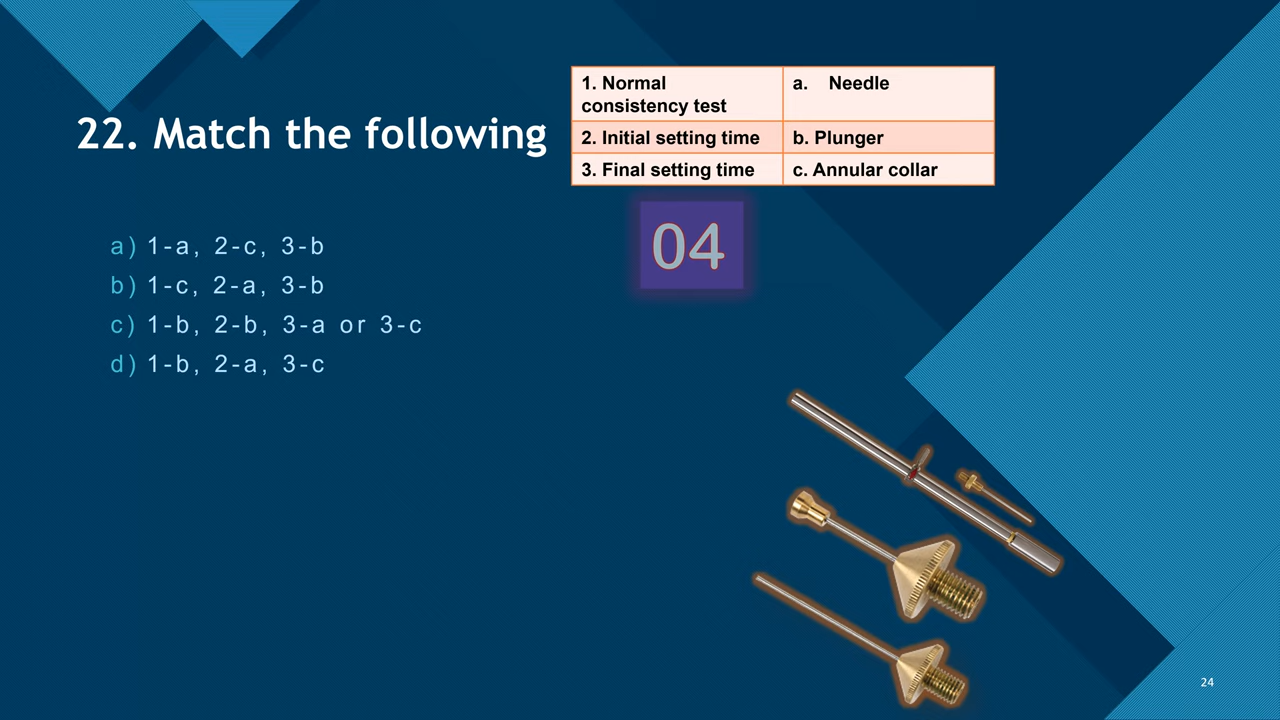 22. Match the following
1. Normal
consistency test
a. Needle
2. Initial setting time
b. Plunger
3. Final setting time
c. Annular collar
04
a) 1-a, 2-c, 3-b
b) 1-c, 2-a, 3-b
c) 1-b, 2-b, 3-a or 3-c
d) 1-b, 2-a, 3-c
24